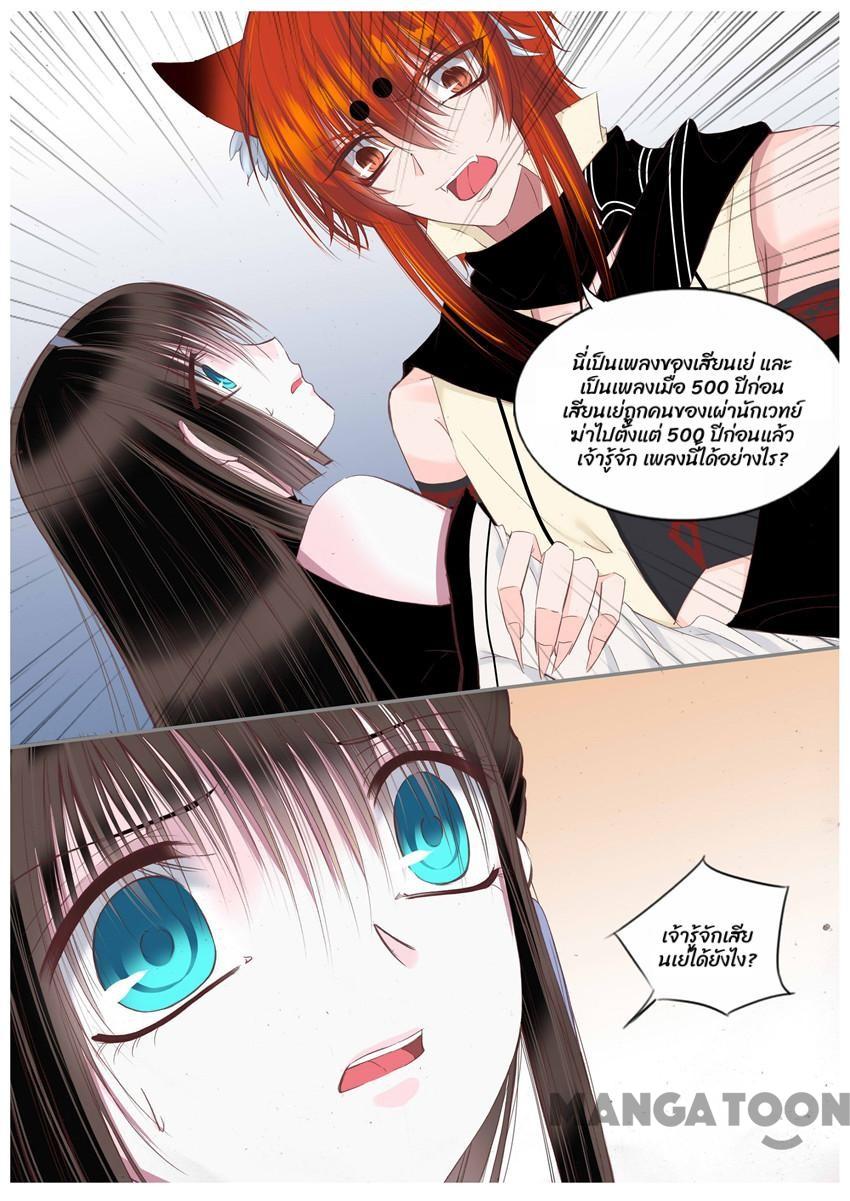 นี่เป็นเพลงของเสียนเย่ และ
เป็นเพลงเมื่อ 500 ปีก่อน
เสียนเย่ถูกคนของเผ่านักเวทย์
ฆ่าไปตั้งแต่ 500 ปีก่อนแล้ว
เจ้ารู้จัก เพลงนี้ได้อย่างไร?
เจ้ารู้จักเสีย
นเย่ได้ยังไง?
MANGATOON